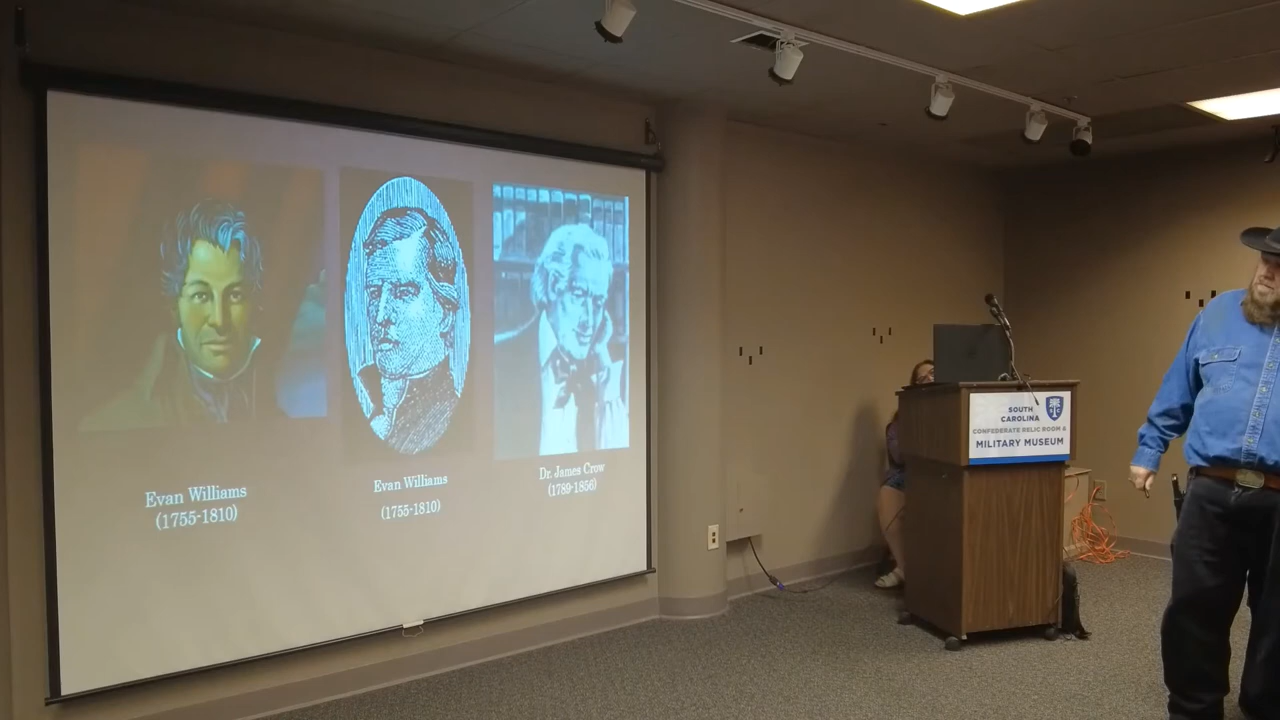 Evan Williams
(1755-1810)
Evan Williams
(1755-1810)
Dr. James Crow
(1789-1856)
SOUTH
CAROLINA
CONFEDERATE RELIC ROOM &
MILITARY MUSEUM